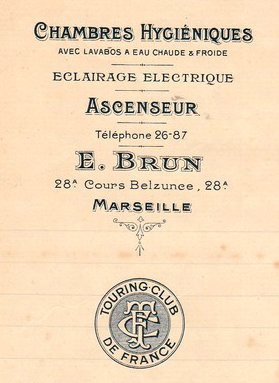 CHAMBRES HYGIÉNIQUES
AVEC LAVABOS A EAU CHAUDE & FROIDE
ECLAIRAGE ELECTRIQUE
ASCENSEUR
Téléphone 26-87
E. BRUN
28A Cours Belzunce, 28A
MARSEILLE
TOURING-CLUB
DE FRANCE
TCF